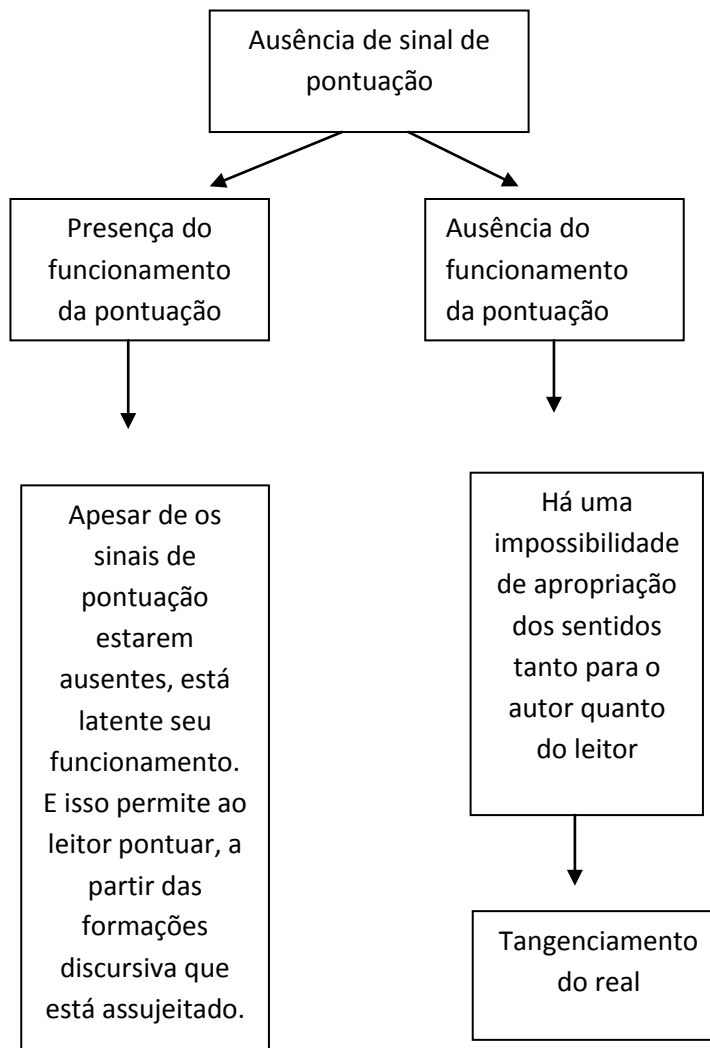 Ausência de sinal de
pontuação
Presença do
funcionamento
da pontuação
Ausência do
funcionamento
da pontuação
Apesar de os
sinais de
pontuação
estarem
ausentes, está
latente seu
funcionamento.
E isso permite ao
leitor pontuar, a
partir das
formações
discursiva que
está assujeitado.
Há uma
impossibilidade
de apropriação
dos sentidos
tanto para o
autor quanto
do leitor
Tangenciamento
do real